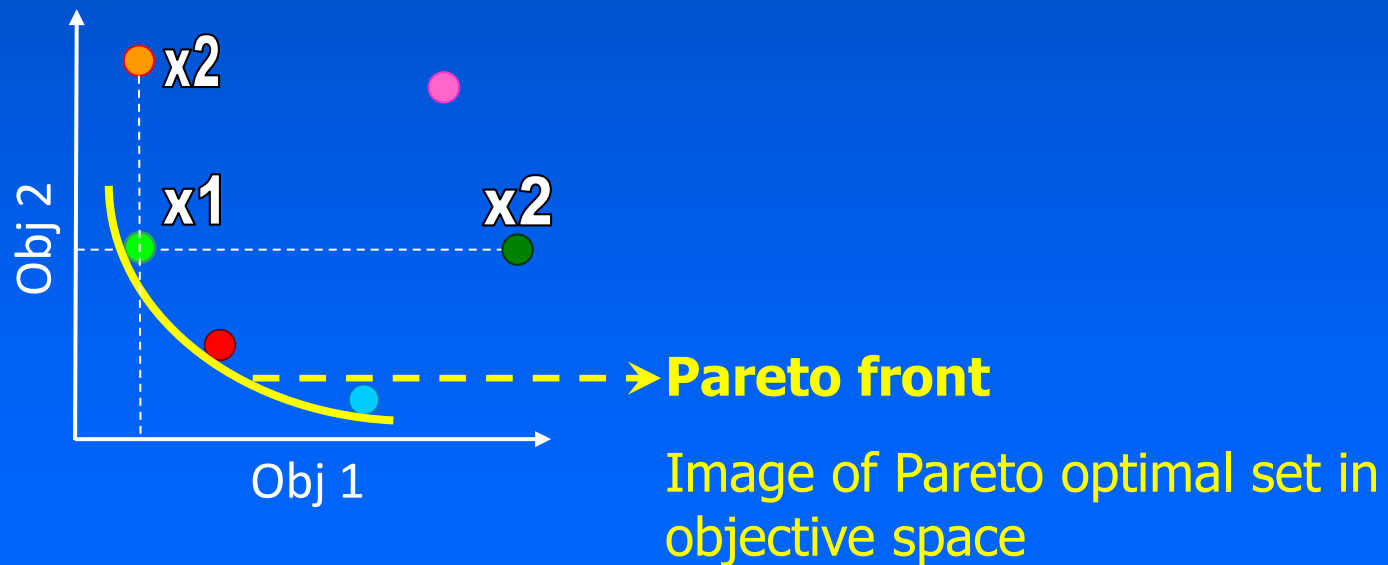 x2
x1
x2
Obj 2
Pareto front
Obj 1
Image of Pareto optimal set in
objective space